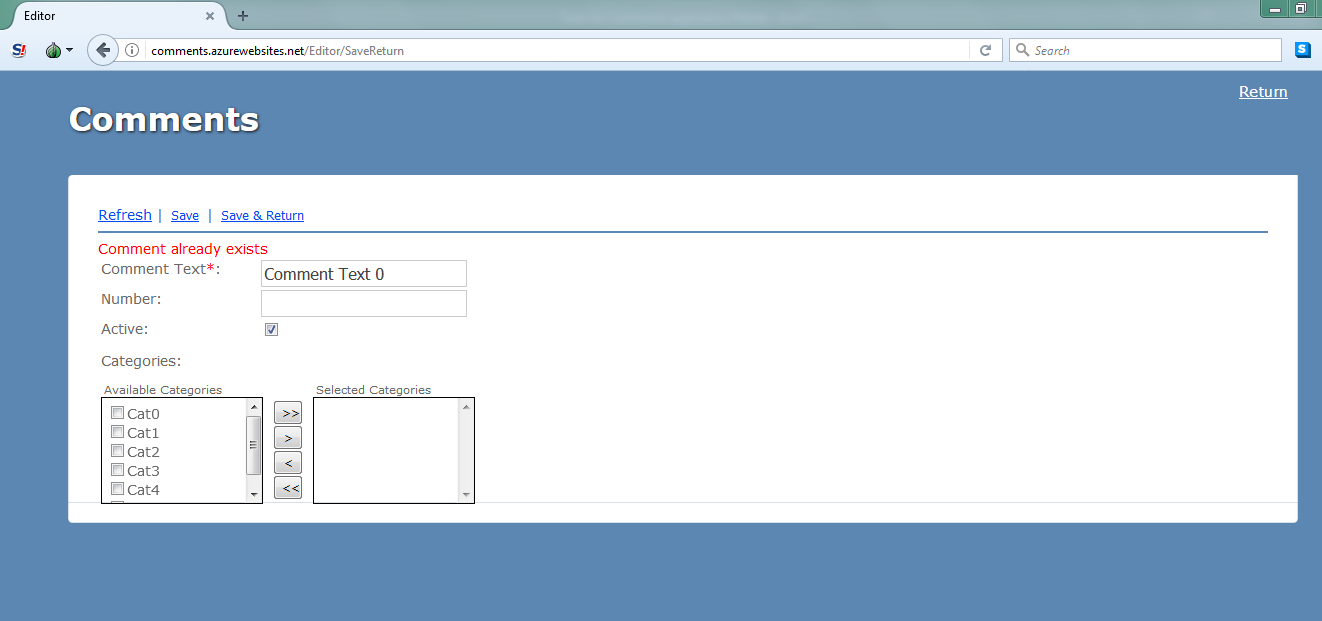 Editor
S!
comments.azurewebsites.net/Editor/SaveReturn
Search
S
Return
Comments
Refresh | Save | Save & Return
Comment already exists
Comment Text*: Comment Text 0
Number:
Active:
Categories:
Available Categories Selected Categories
Cat0 >>
Cat1 >
Cat2
Cat3 <
Cat4 <<